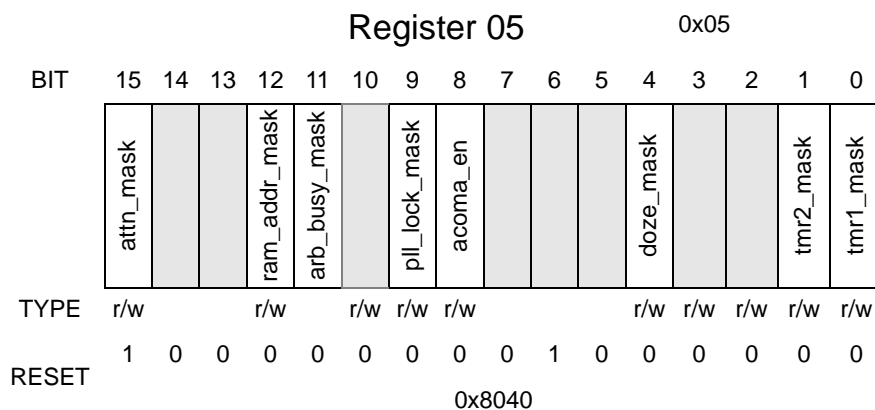 Register 05 0x05
BIT 15 14 13 12 11 10 9 8 7 6 5 4 3 2 1 0
attn_mask ram_addr_mask arb_busy_mask pll_lock_mask acoma_en doze_mask tmr2_mask tmr1_mask
TYPE r/w r/w r/w r/w r/w r/w r/w r/w r/w r/w
RESET 1 0 0 0 0 0 0 0 0 1 0 0 0 0 0 0
0x8040